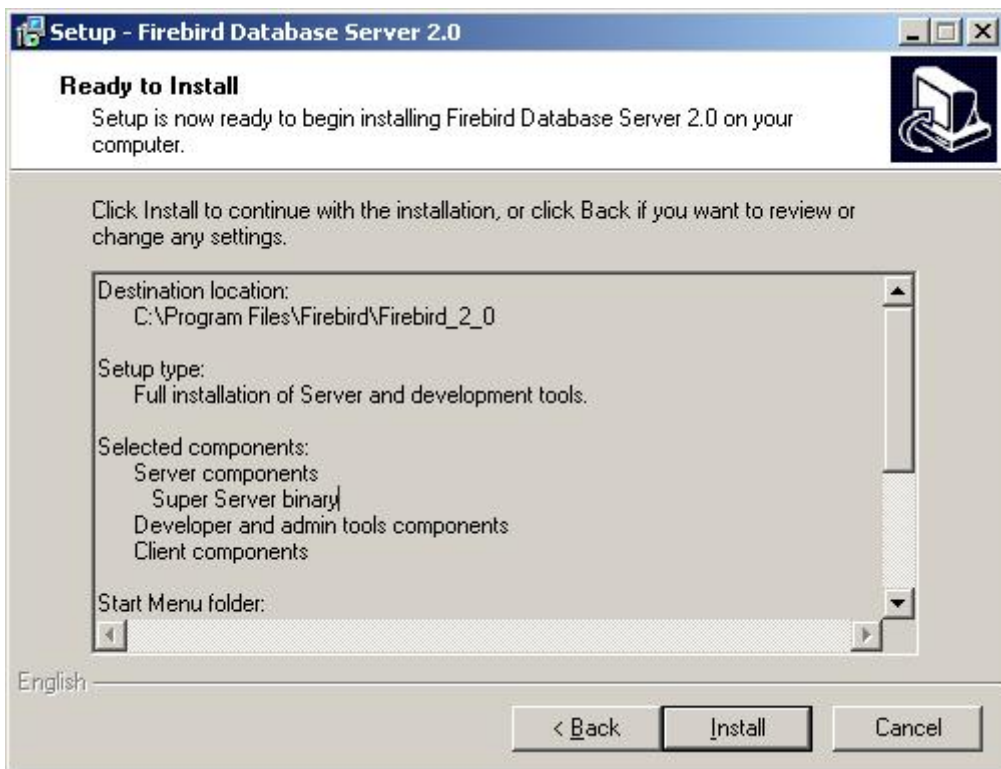 Setup - Firebird Database Server 2.0
Ready to Install
Setup is now ready to begin installing Firebird Database Server 2.0 on your
computer.
Click Install to continue with the installation, or click Back if you want to review or
change any settings.
Destination location:
C:\Program Files\Firebird\Firebird_2_0
Setup type:
Full installation of Server and development tools.
Selected components:
Server components
Super Server binary
Developer and admin tools components
Client components
Start Menu folder:
English
< Back
Install
Cancel